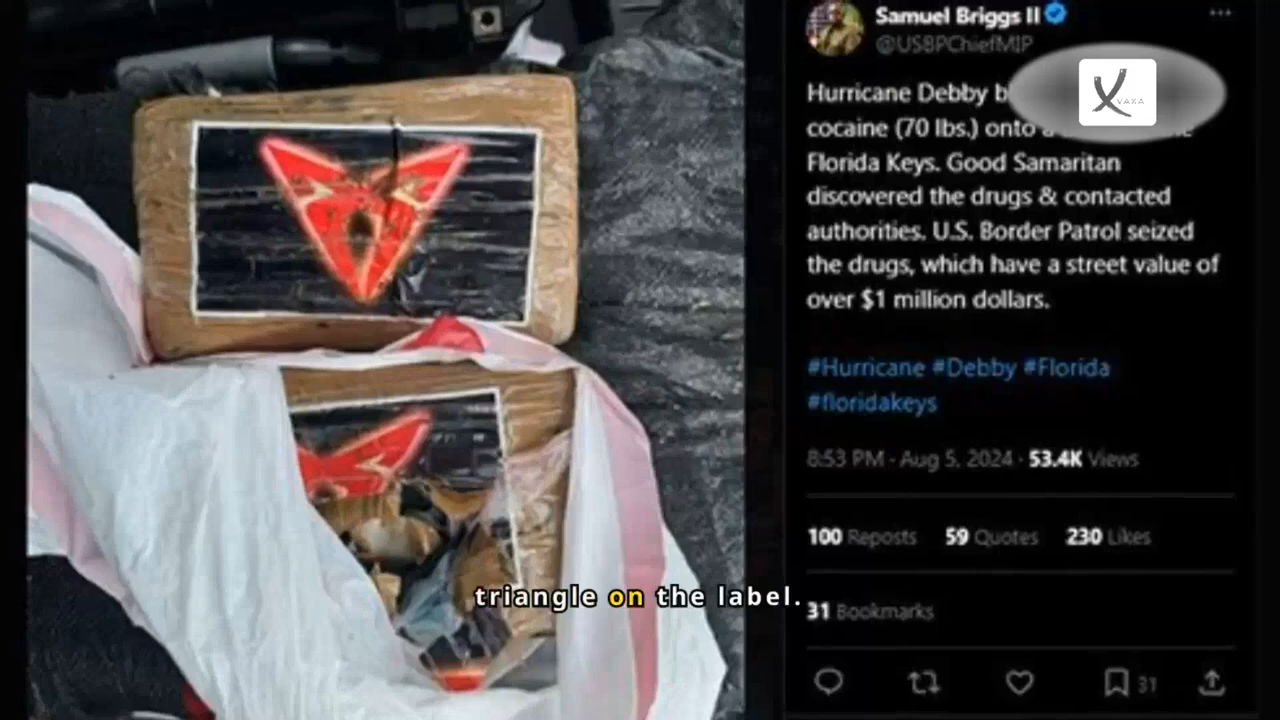 Samuel Briggs II
@USBPChiefMIP
Hurricane Debby b
cocaine (70 lbs.) onto a
Florida Keys. Good Samaritan
discovered the drugs & contacted
authorities. U.S. Border Patrol seized
the drugs, which have a street value of
over $1 million dollars.
#Hurricane #Debby #Florida
#floridakeys
8:53 PM · Aug 5, 2024 · 53.4K Views
100 Reposts 59 Quotes 230 Likes
31 Bookmarks
31
VAXA
triangle on the label.